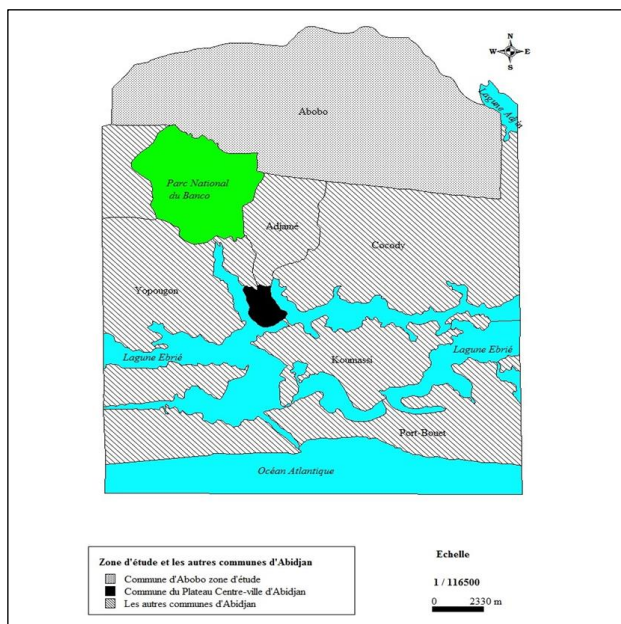 N
W E
S
Lagune Adjin
Abobo
Parc National
du Banco
Adjamé
Cocody
Yopougon
Lagune Ebrié
Koumassi
Lagune Ebrié
Port-Bouet
Océan Atlantique
Zone d'étude et les autres communes d'Abidjan
Commune d'Abobo zone d'étude
Commune du Plateau Centre-ville d'Abidjan
Les autres communes d'Abidjan
Echelle
1 / 116500
0 2330 m